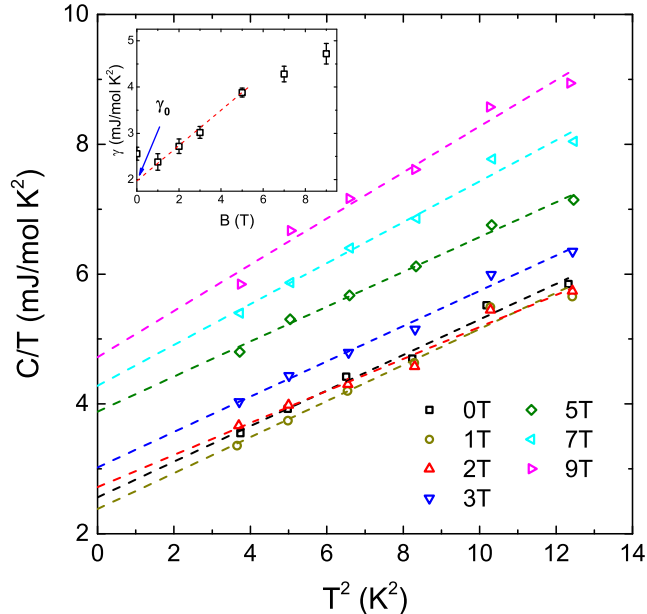 10
8
6
4
2
C/T (mJ/mol K²)
0 2 4 6 8 10 12 14
T² (K²)
5
4
3
2
γ (mJ/mol K²)
γ₀
0 2 4 6 8
B (T)
0T
1T
2T
3T
5T
7T
9T